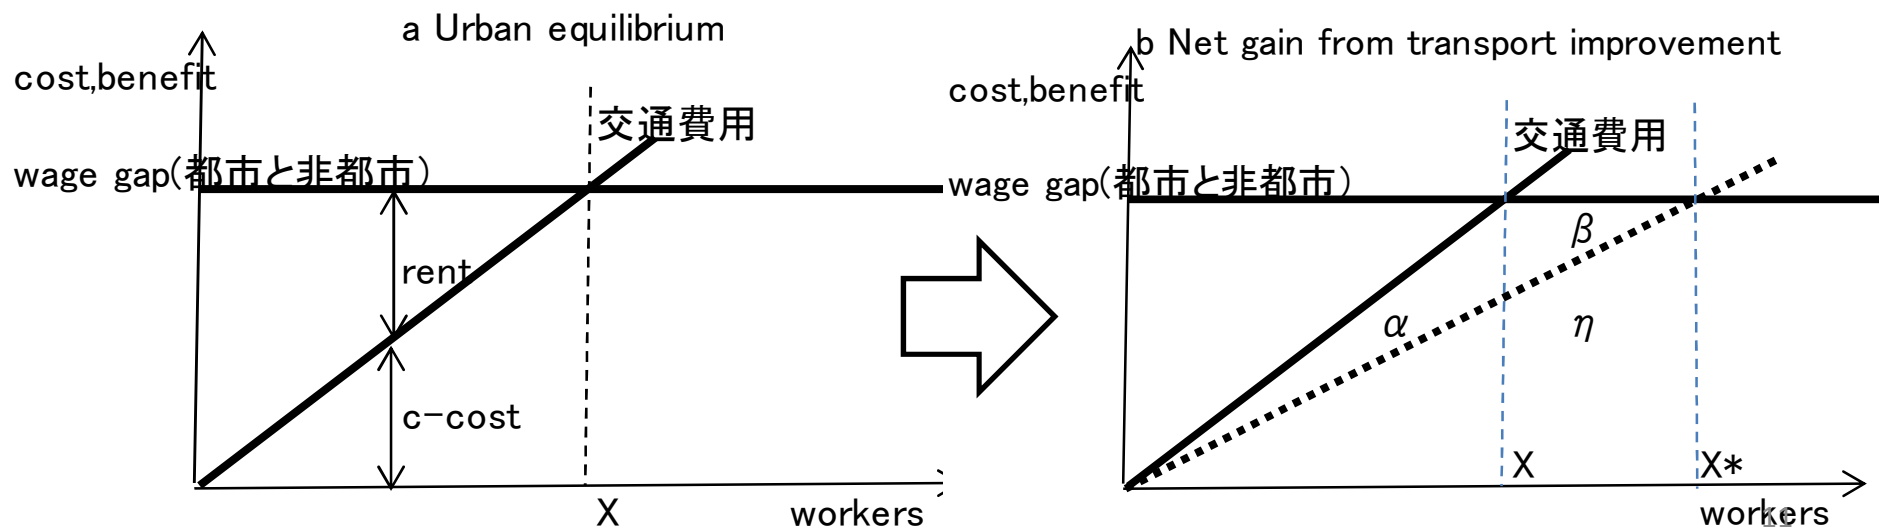 a Urban equilibrium
cost,benefit
交通費用
wage gap(都市と非都市)
rent
c-cost
X
workers
b Net gain from transport improvement
cost,benefit
交通費用
wage gap(都市と非都市)
β
α
η
X
X*
workers